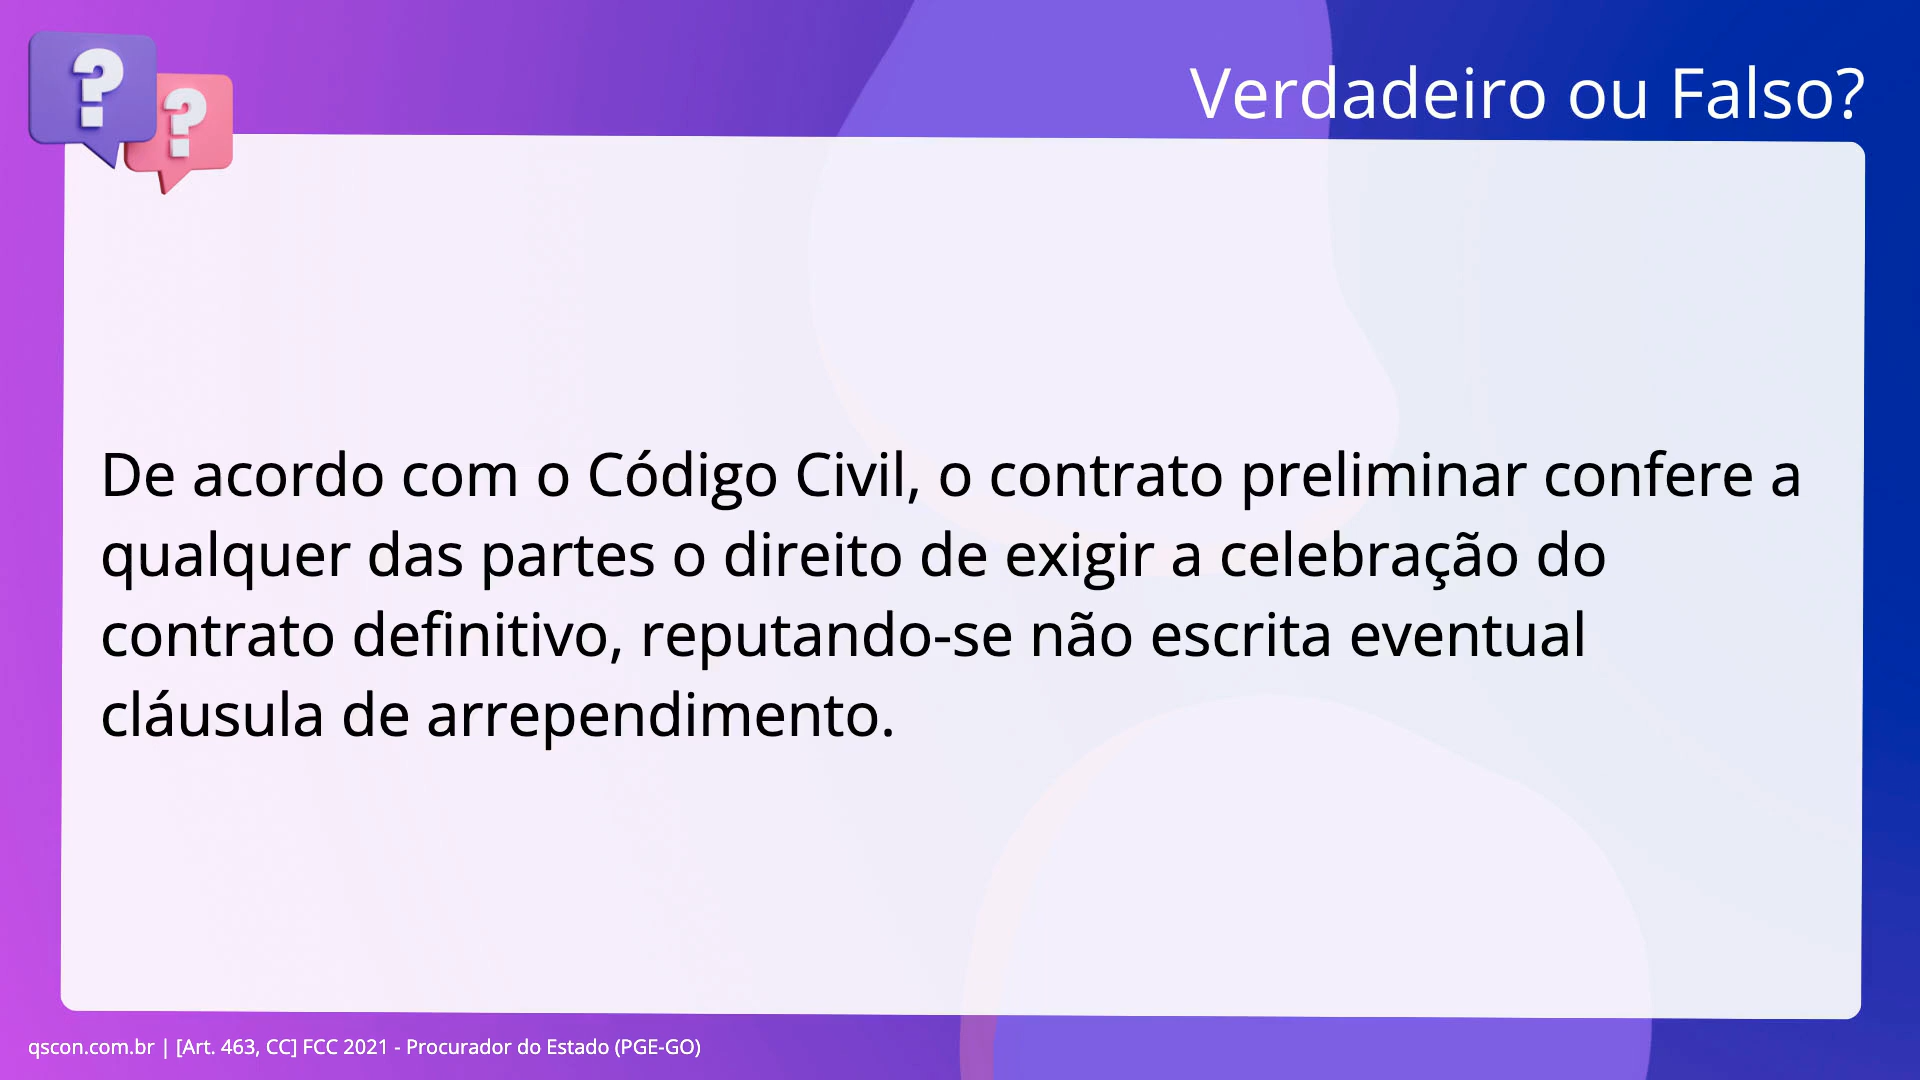 Verdadeiro ou Falso?
De acordo com o Código Civil, o contrato preliminar confere a
qualquer das partes o direito de exigir a celebração do
contrato definitivo, reputando-se não escrita eventual
cláusula de arrependimento.
qscon.com.br | [Art. 463, CC] FCC 2021 - Procurador do Estado (PGE-GO)